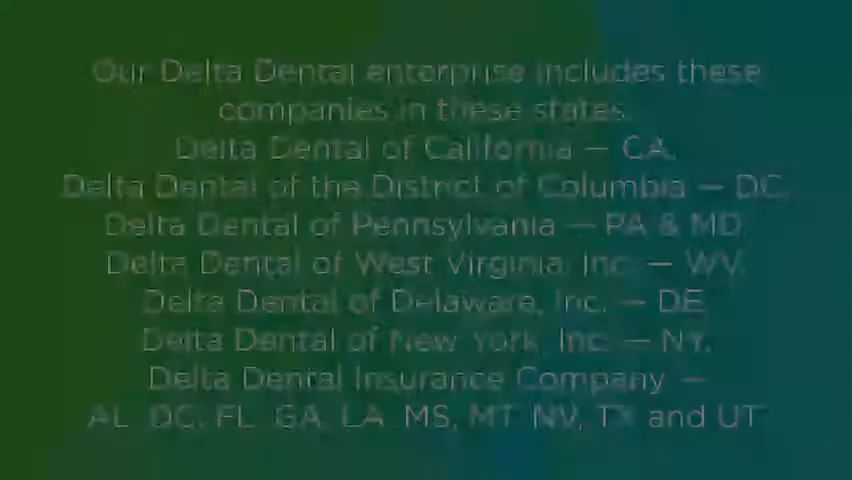 Our Delta Dental enterprise includes these
companies in these states.
Delta Dental of California — CA.
Delta Dental of the District of Columbia — DC.
Delta Dental of Pennsylvania — PA & MD.
Delta Dental of West Virginia, Inc. — WV.
Delta Dental of Delaware, Inc. — DE.
Delta Dental of New York, Inc. — NY.
Delta Dental Insurance Company —
AL, DC, FL, GA, LA, MS, MT, NV, TX and UT.